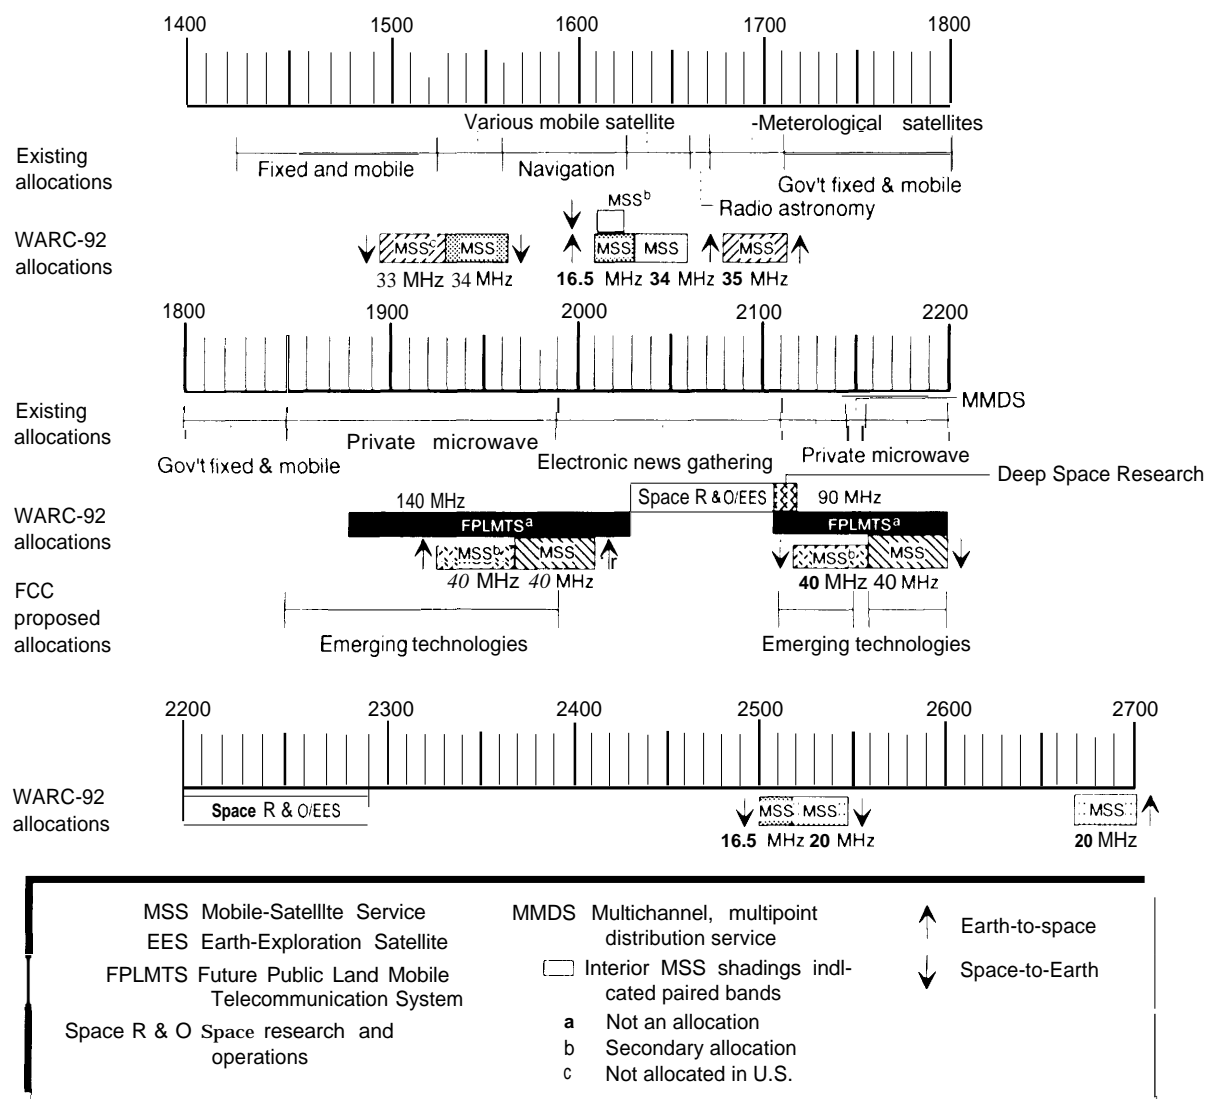 1400 1500 1600 1700 1800
Various mobile satellite -Meterological satellites
Existing
allocations
Fixed and mobile Navigation Gov't fixed & mobile
Radio astronomy
MSSb
WARC-92
allocations
MSSc MSS MSS MSS MSS
33 MHz 34 MHz 16.5 MHz 34 MHz 35 MHz
1800 1900 2000 2100 2200
MMDS
Existing
allocations
Private microwave Private microwave
Gov't fixed & mobile Electronic news gathering
Deep Space Research
140 MHz Space R & O/EES 90 MHz
WARC-92
allocations
FPLMTSa FPLMTSa
MSSb MSS MSSb MSS
40 MHz 40 MHz 40 MHz 40 MHz
FCC
proposed
allocations
Emerging technologies Emerging technologies
2200 2300 2400 2500 2600 2700
WARC-92
allocations
Space R & O/EES MSS MSS MSS
16.5 MHz 20 MHz 20 MHz
MSS Mobile-Satelllte Service
EES Earth-Exploration Satellite
FPLMTS Future Public Land Mobile
Telecommunication System
Space R & O Space research and
operations
MMDS Multichannel, multipoint
distribution service
Interior MSS shadings indl-
cated paired bands
a Not an allocation
b Secondary allocation
c Not allocated in U.S.
Earth-to-space
Space-to-Earth